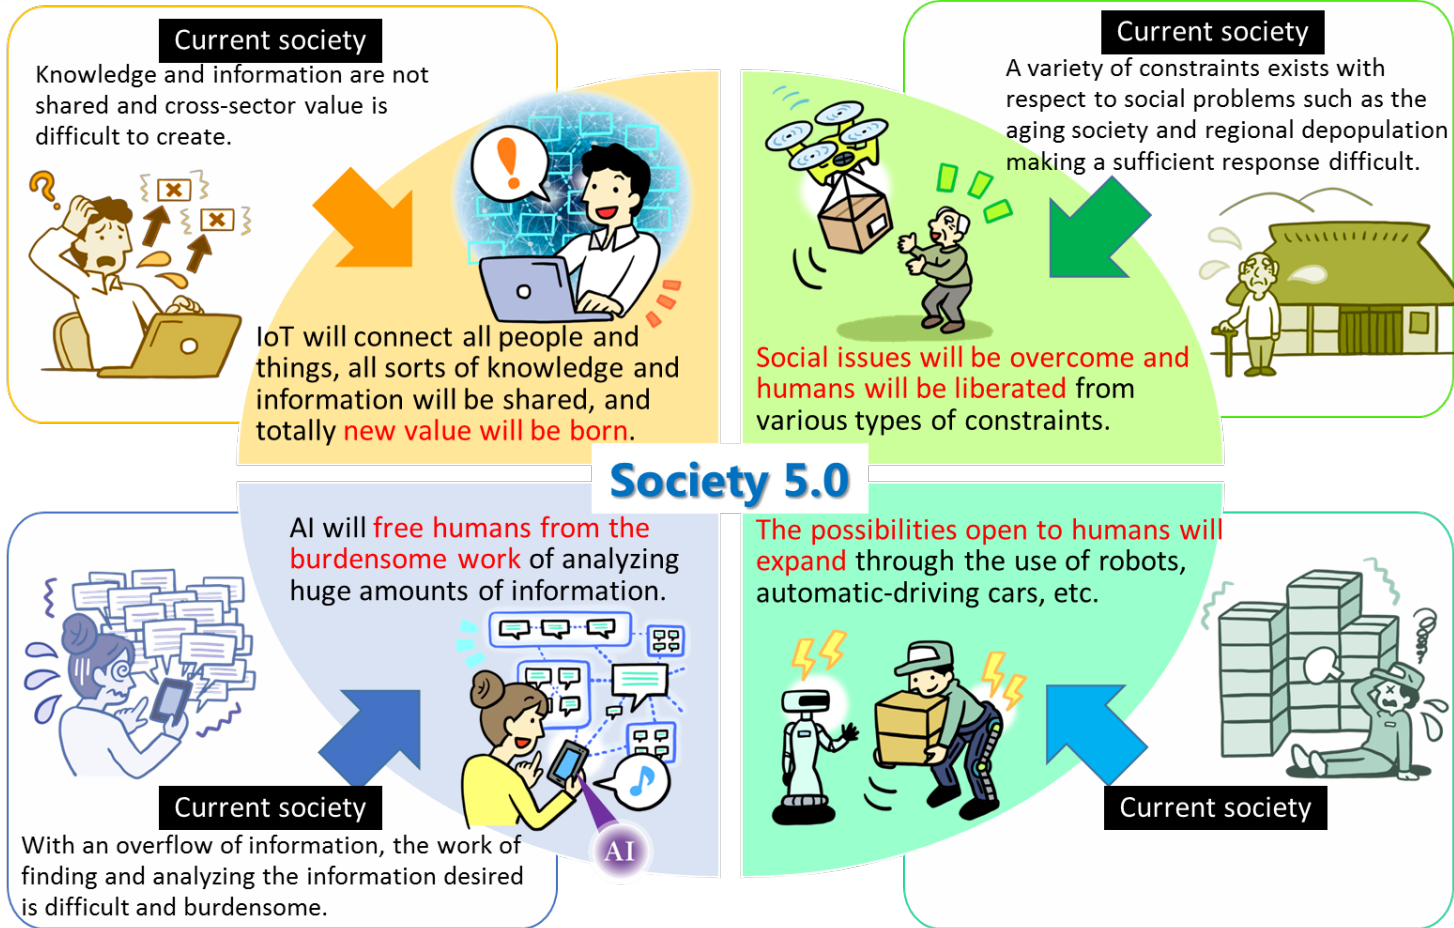 Current society
Knowledge and information are not
shared and cross-sector value is
difficult to create.
?
!
IoT will connect all people and
things, all sorts of knowledge and
information will be shared, and
totally new value will be born.
Current society
A variety of constraints exists with
respect to social problems such as the
aging society and regional depopulation
making a sufficient response difficult.
Social issues will be overcome and
humans will be liberated from
various types of constraints.
Society 5.0
AI will free humans from the
burdensome work of analyzing
huge amounts of information.
AI
Current society
With an overflow of information, the work of
finding and analyzing the information desired
is difficult and burdensome.
The possibilities open to humans will
expand through the use of robots,
automatic-driving cars, etc.
Current society